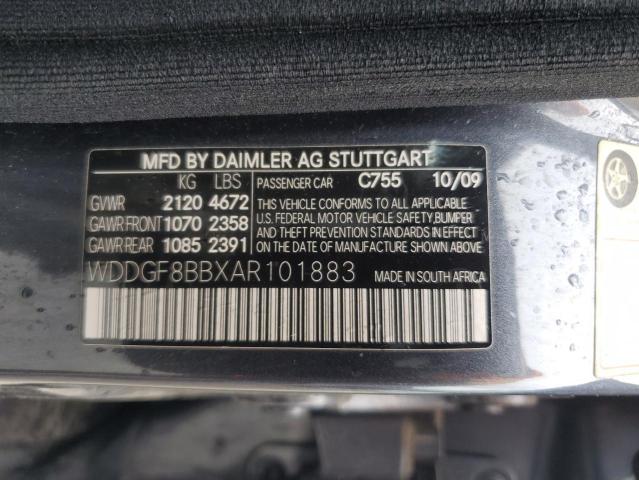 MFD BY DAIMLER AG STUTTGART
KG LBS PASSENGER CAR C755 10/09
GVWR 2120 4672 THIS VEHICLE CONFORMS TO ALL APPLICABLE
GAWR FRONT 1070 2358 U.S. FEDERAL MOTOR VEHICLE SAFETY, BUMPER
GAWR REAR 1085 2391 AND THEFT PREVENTION STANDARDS IN EFFECT
ON THE DATE OF MANUFACTURE SHOWN ABOVE.
WDDGF8BBXAR101883 MADE IN SOUTH AFRICA